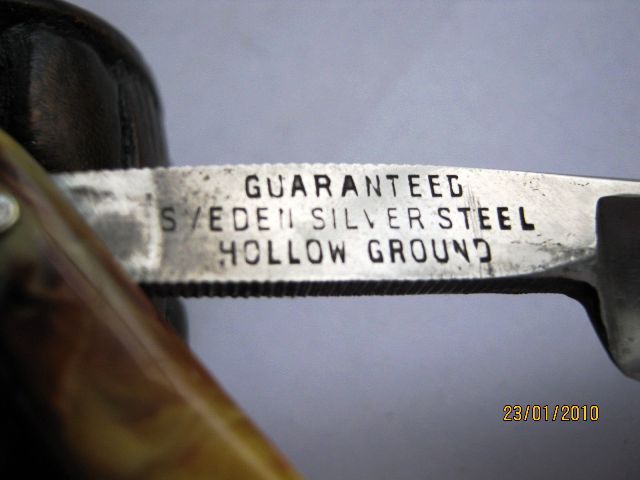 GUARANTEED
SWEDEN SILVER STEEL
HOLLOW GROUND
23/01/2010